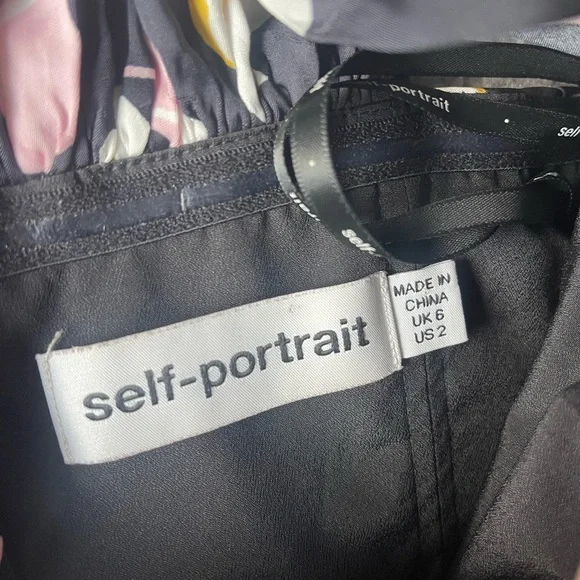 portrait
self-
self-
self-portrait
MADE IN
CHINA
UK 6
US 2